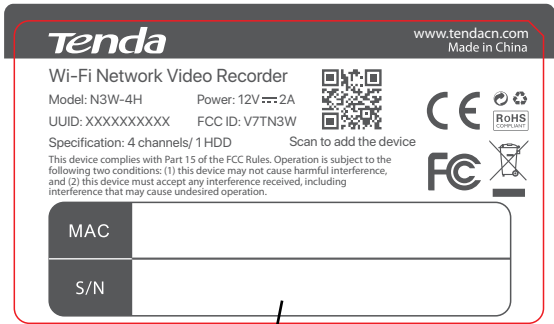 Tenda
www.tendacn.com
Made in China
Wi-Fi Network Video Recorder
Model: N3W-4H
Power: 12V⎓2A
UUID: XXXXXXXXXX
FCC ID: V7TN3W
Specification: 4 channels/ 1 HDD
Scan to add the device
This device complies with Part 15 of the FCC Rules. Operation is subject to the
following two conditions: (1) this device may not cause harmful interference,
and (2) this device must accept any interference received, including
interference that may cause undesired operation.
CE
RoHS
COMPLIANT
FC
MAC
S/N